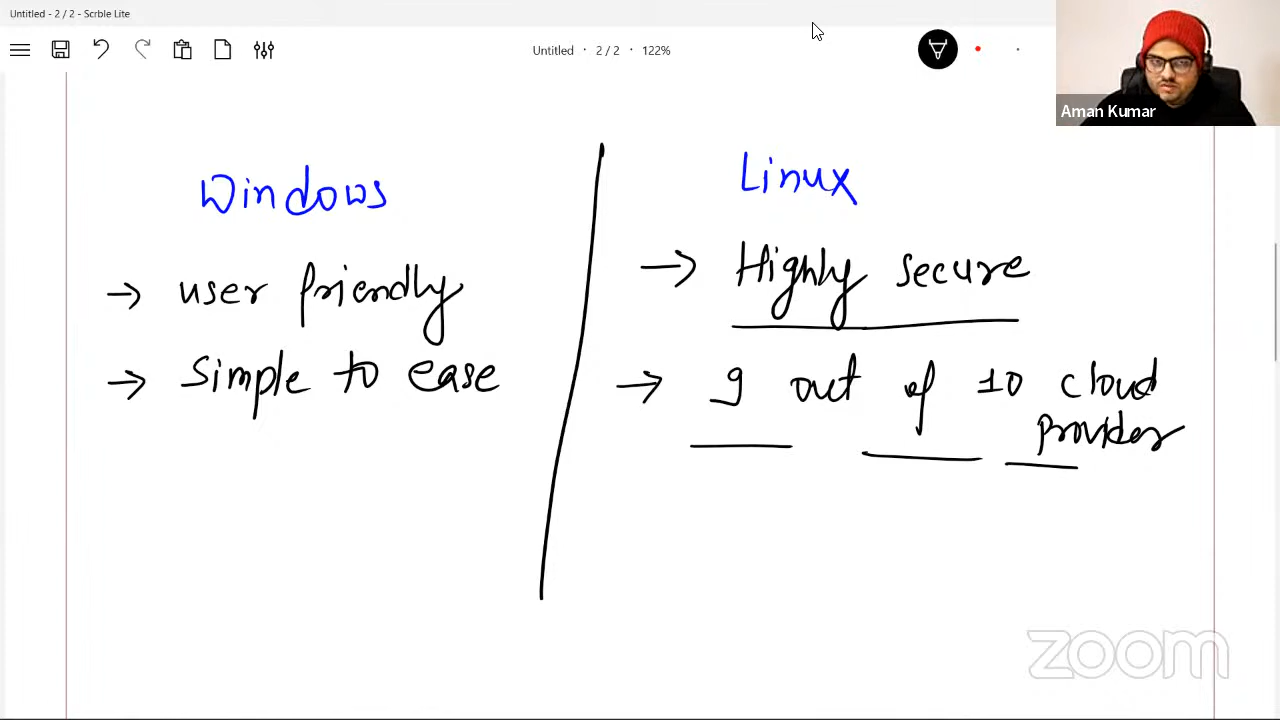 Untitled - 2 / 2 - Scrble Lite
Untitled · 2 / 2 · 122%
Aman Kumar
Windows
→ user friendly
→ Simple to ease
Linux
→ Highly secure
→ 9 out of 10 cloud
provider
zoom